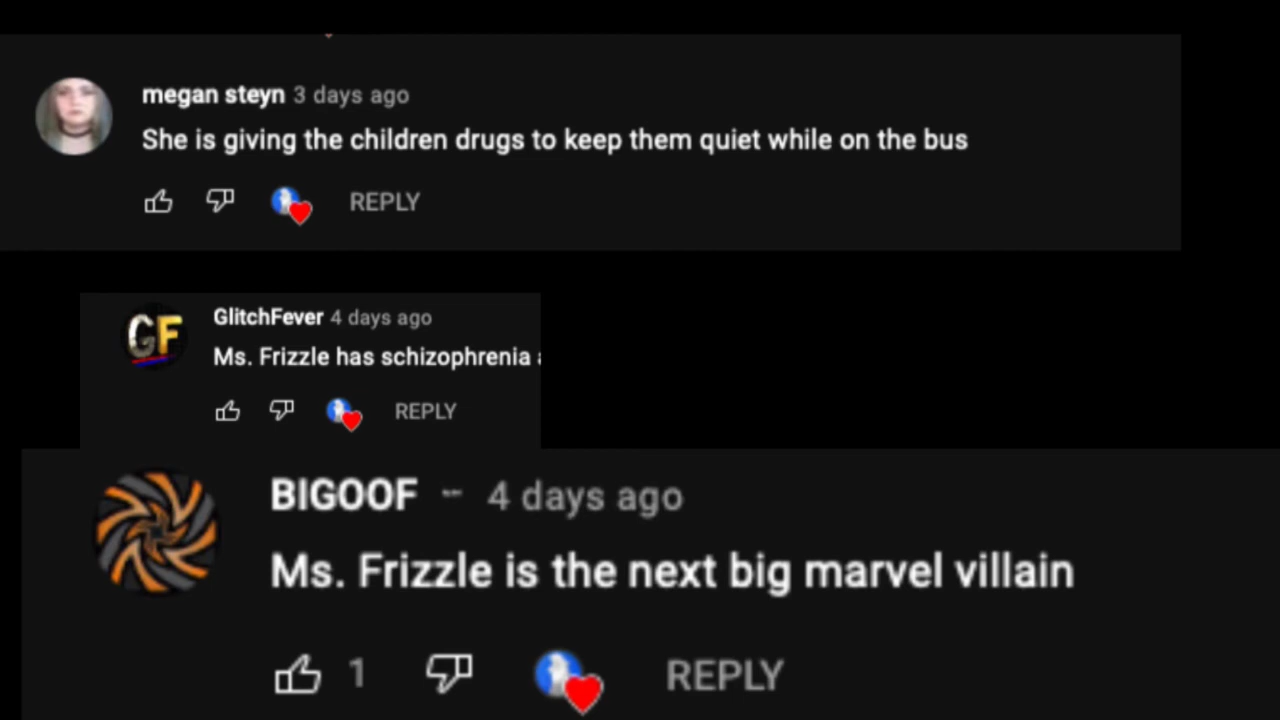 megan steyn 3 days ago
She is giving the children drugs to keep them quiet while on the bus
REPLY
GF
GlitchFever 4 days ago
Ms. Frizzle has schizophrenia
REPLY
BIGOOF -- 4 days ago
Ms. Frizzle is the next big marvel villain
1 REPLY